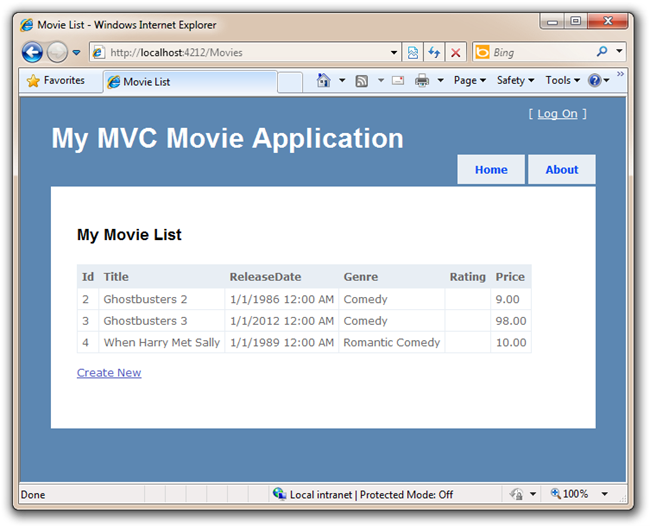 Movie List - Windows Internet Explorer
http://localhost:4212/Movies
Bing
Favorites
Movie List
Page Safety Tools
[ Log On ]
My MVC Movie Application
Home About
My Movie List
Id Title ReleaseDate Genre Rating Price
2 Ghostbusters 2 1/1/1986 12:00 AM Comedy 9.00
3 Ghostbusters 3 1/1/2012 12:00 AM Comedy 98.00
4 When Harry Met Sally 1/1/1989 12:00 AM Romantic Comedy 10.00
Create New
Done Local intranet | Protected Mode: Off 100%